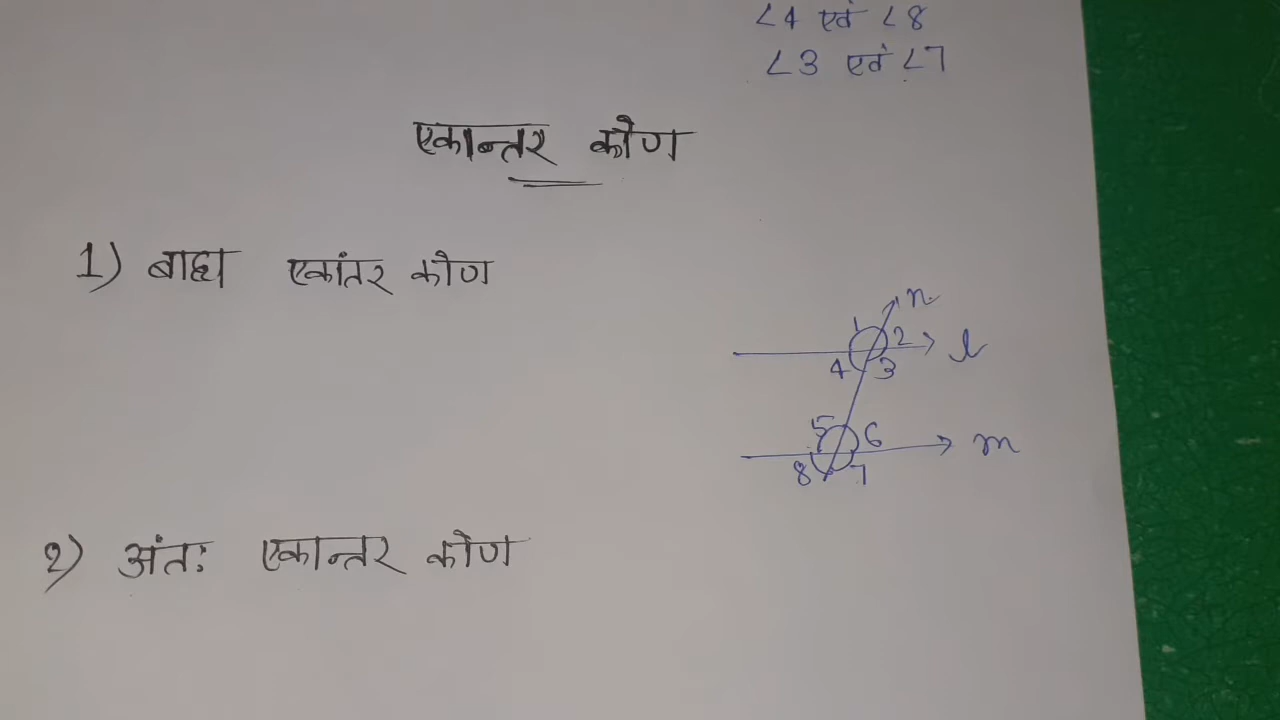 ∠4 एवं ∠8
∠3 एवं ∠7
एकान्तर कोण
1) बाह्य एकांतर कोण
n
1 2
l
4 3
5 6
m
8 7
२) अंतः एकान्तर कोण